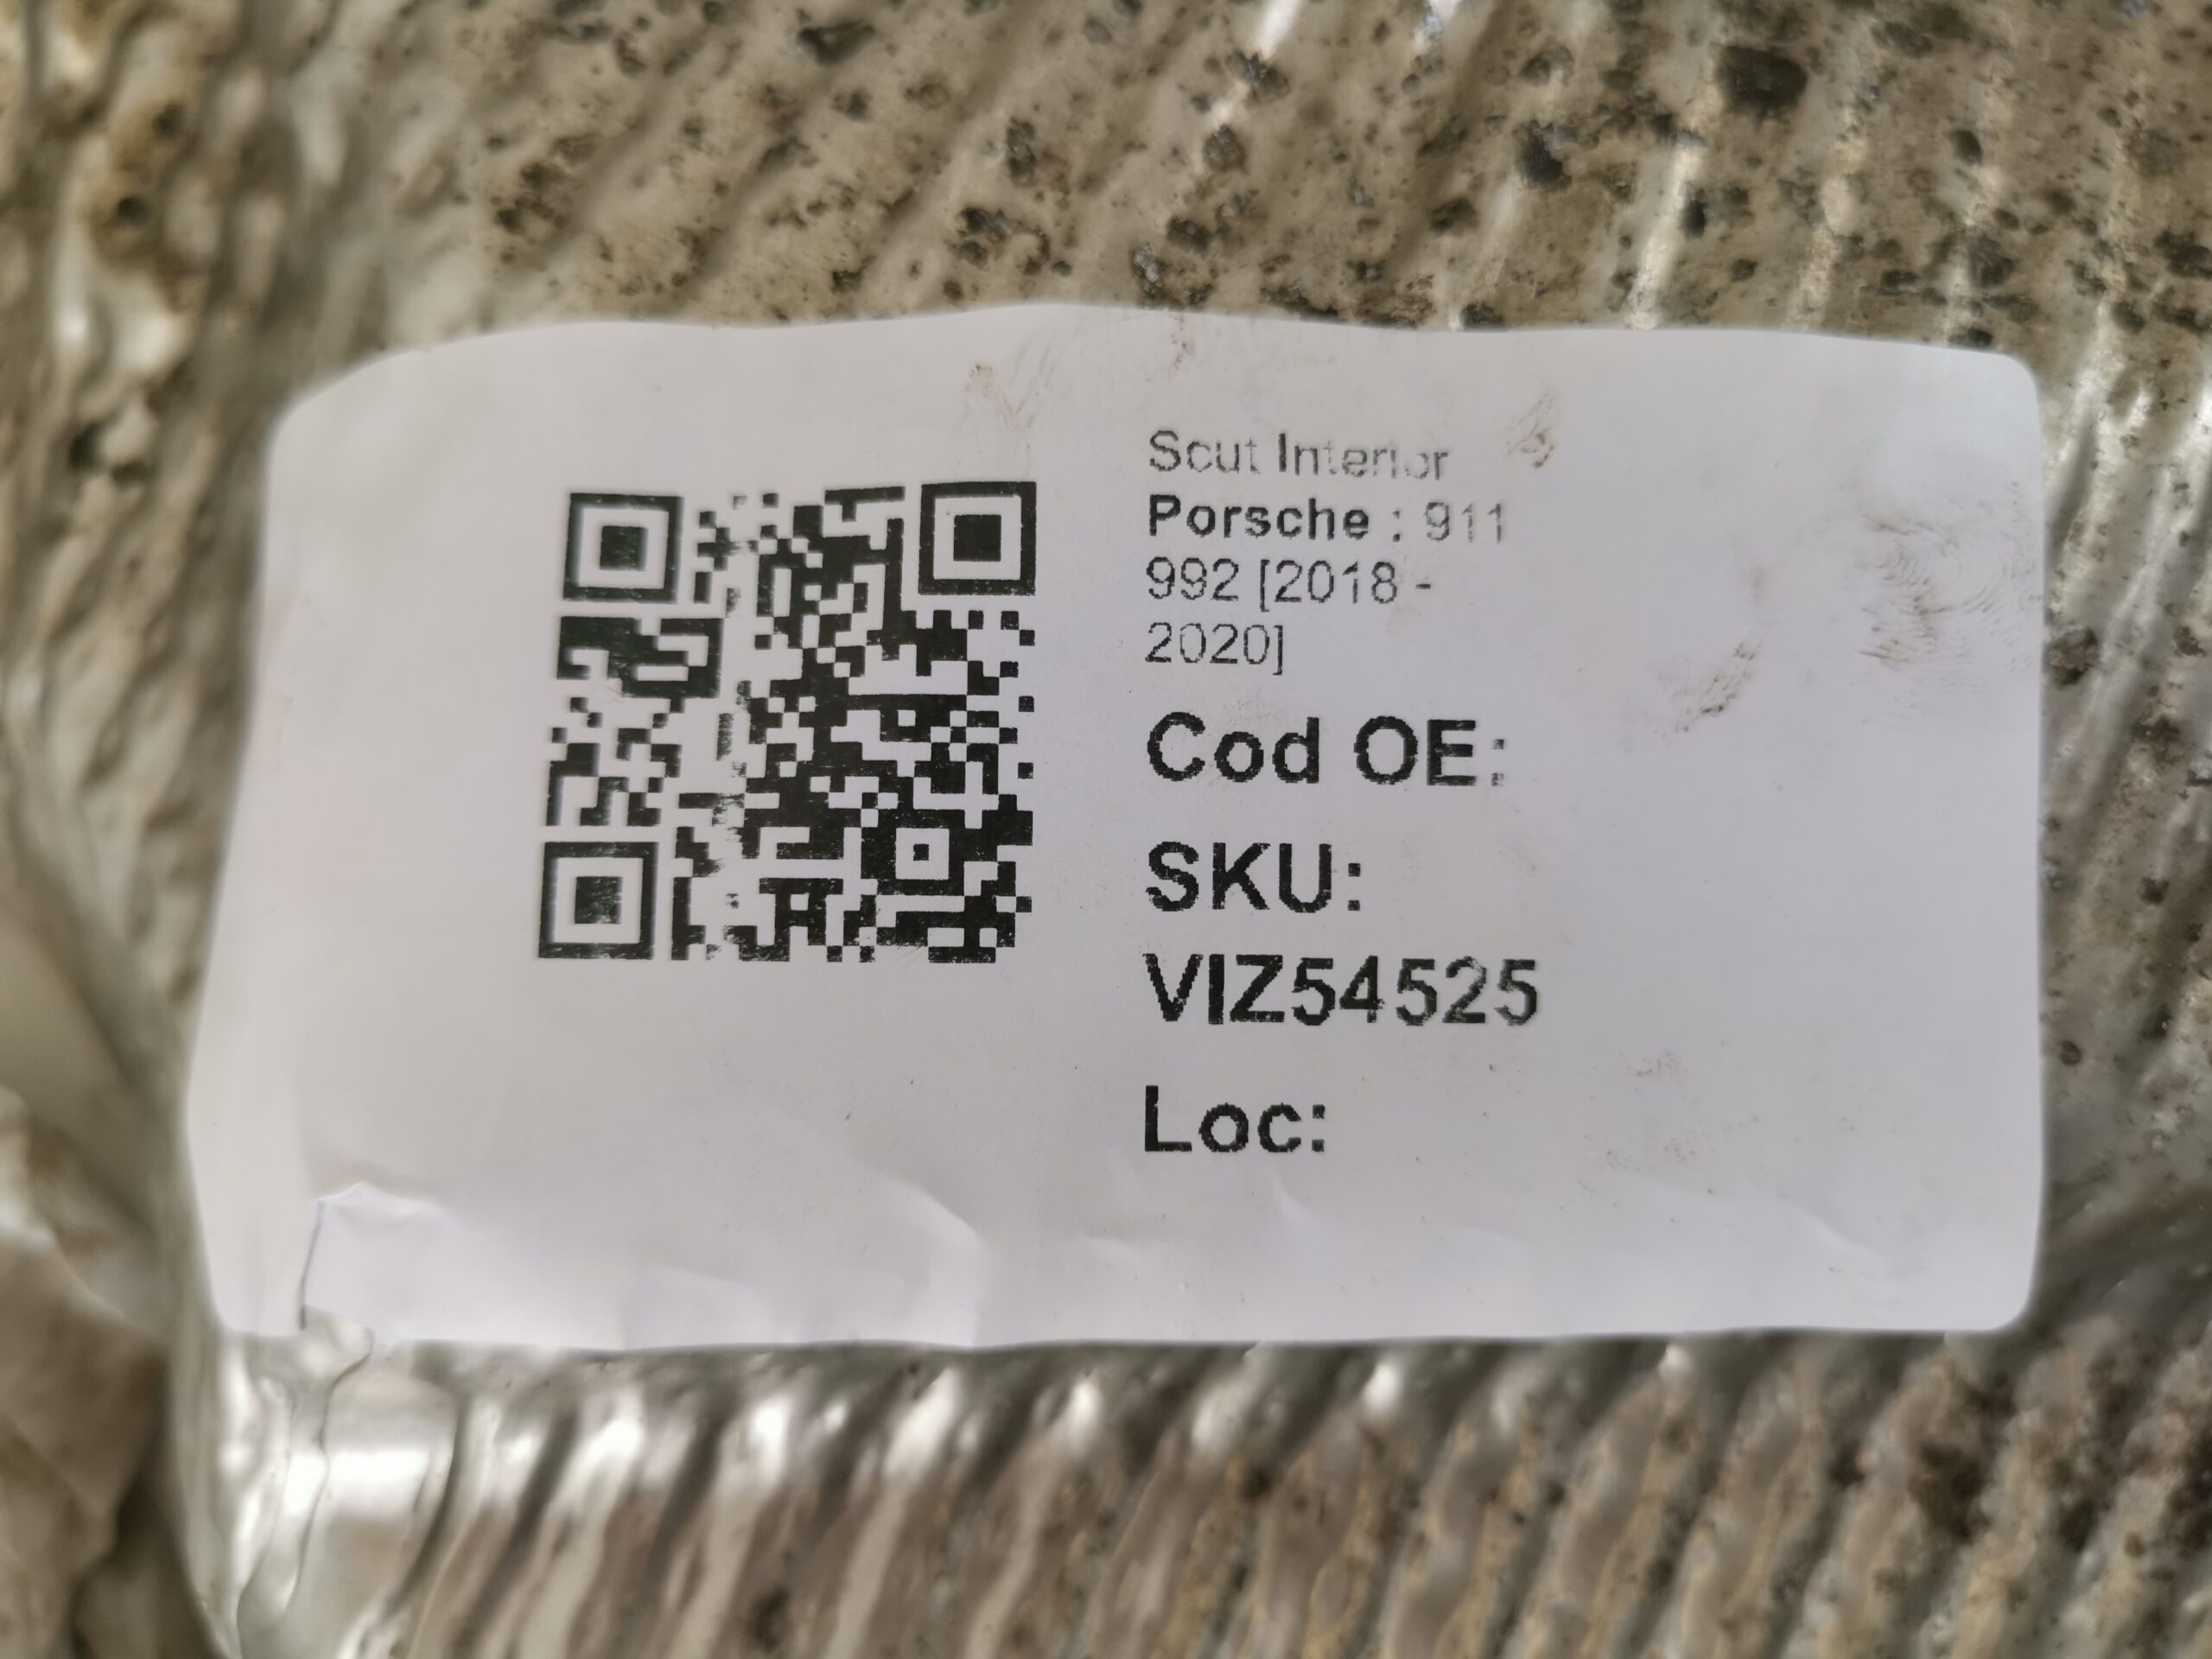 Scut Interior
Porsche : 911
992 [2018 -
2020]
Cod OE:
SKU:
VIZ54525
Loc: